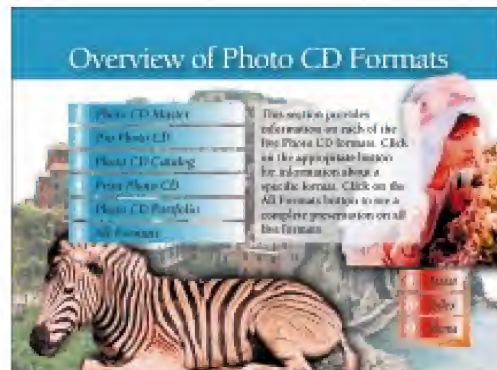 Overview of Photo CD Formats
Photo CD Master
Pro Photo CD
Photo CD Catalog
Print Photo CD
Photo CD Portfolio
All Formats
This section provides
information on each of the
five Photo CD formats. Click
on the appropriate button
for information about a
specific format. Click on the
All Formats button to see a
complete presentation on all
five formats.